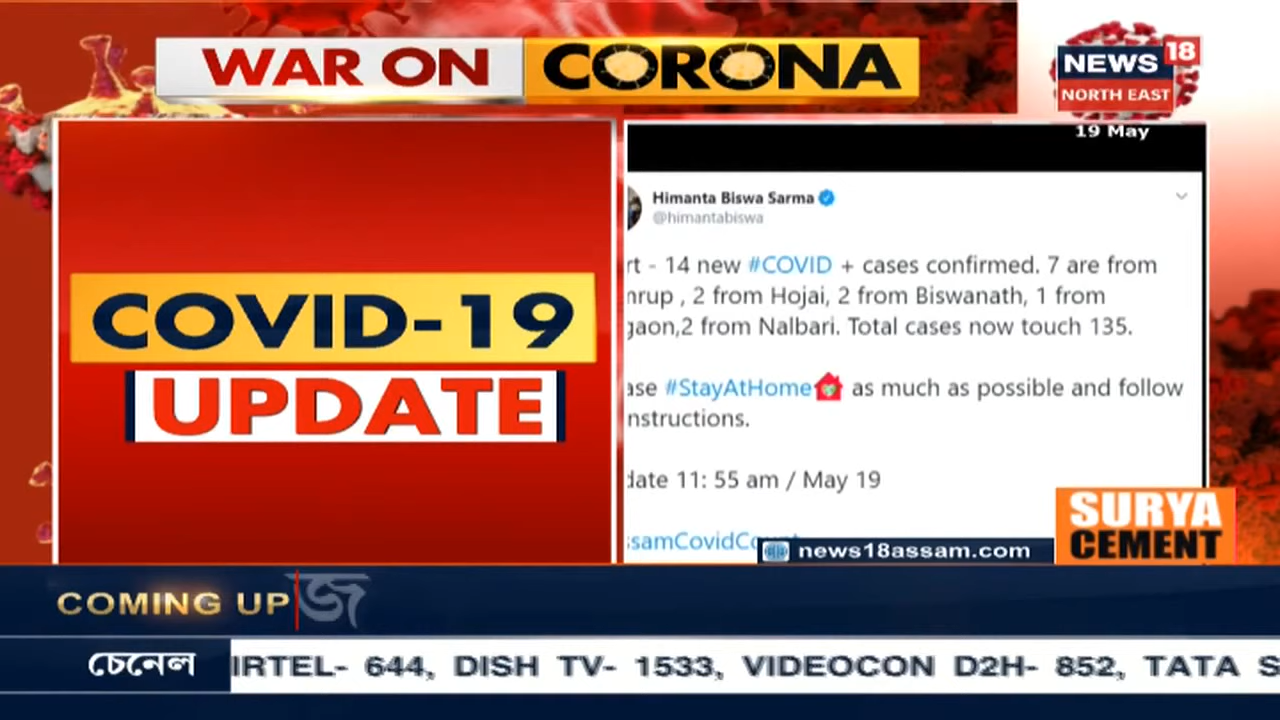 WAR ON CORONA
NEWS 18
NORTH EAST
19 May
COVID-19
UPDATE
Himanta Biswa Sarma
@himantabiswa
rt - 14 new #COVID + cases confirmed. 7 are from
mrup , 2 from Hojai, 2 from Biswanath, 1 from
gaon,2 from Nalbari. Total cases now touch 135.
ase #StayAtHome as much as possible and follow
nstructions.
date 11: 55 am / May 19
ssamCovidCount
news18assam.com
SURYA
CEMENT
COMING UP জ
চেনেল IRTEL- 644, DISH TV- 1533, VIDEOCON D2H- 852, TATA S